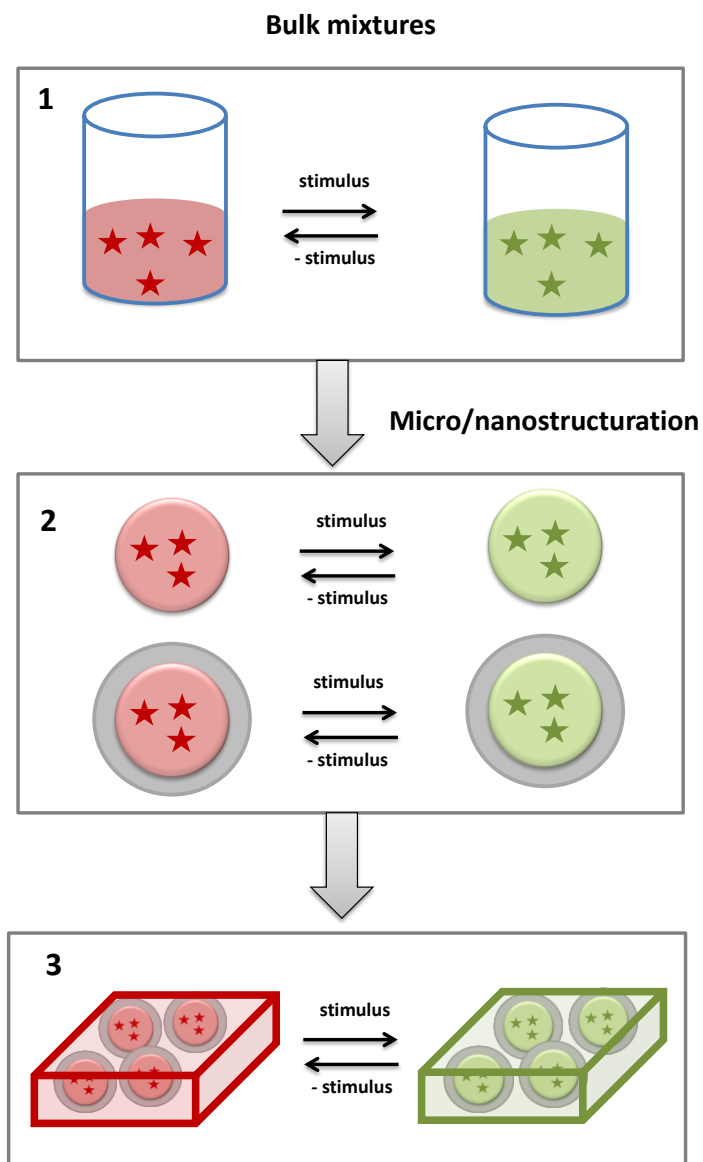 Bulk mixtures
1
stimulus
- stimulus
Micro/nanostructuration
2
stimulus
- stimulus
stimulus
- stimulus
3
stimulus
- stimulus